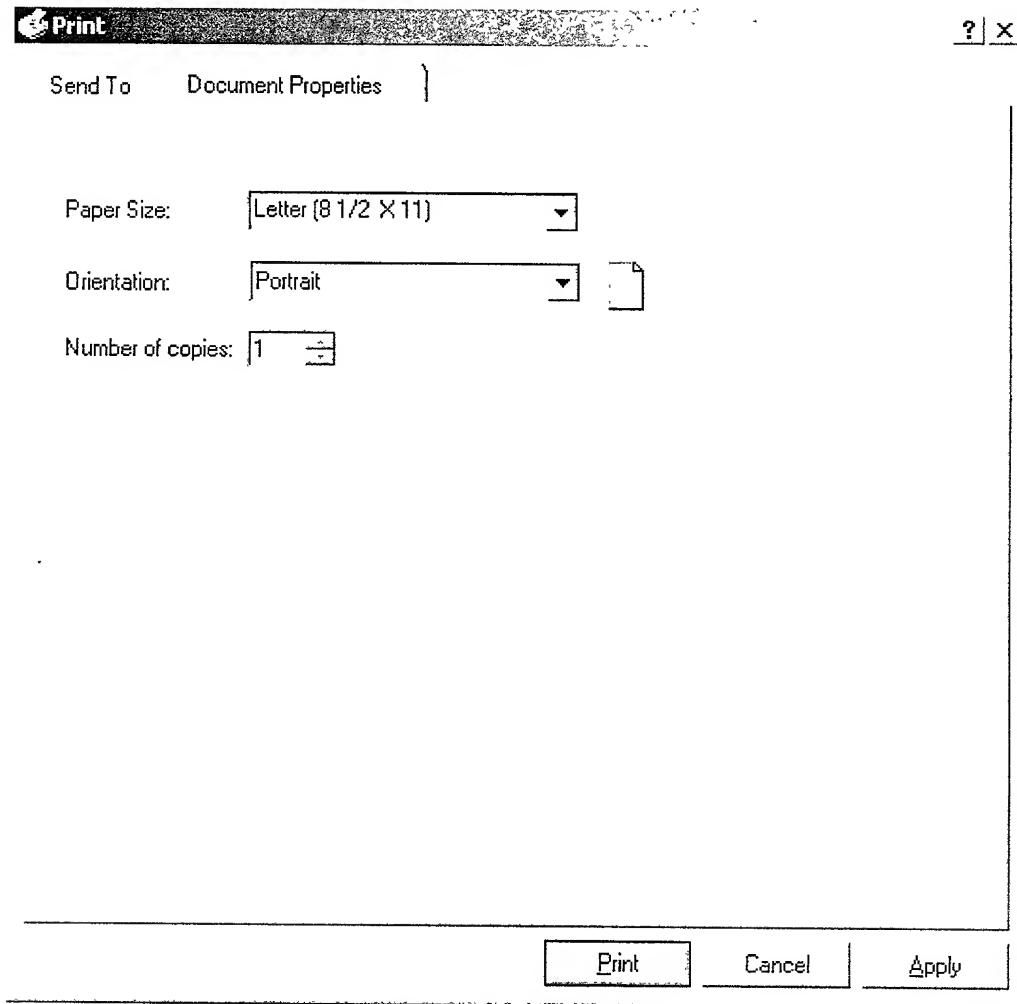 Print ? ×
Send To Document Properties
Paper Size: Letter (8 1/2 X 11)
Orientation: Portrait
Number of copies: 1
Print Cancel Apply